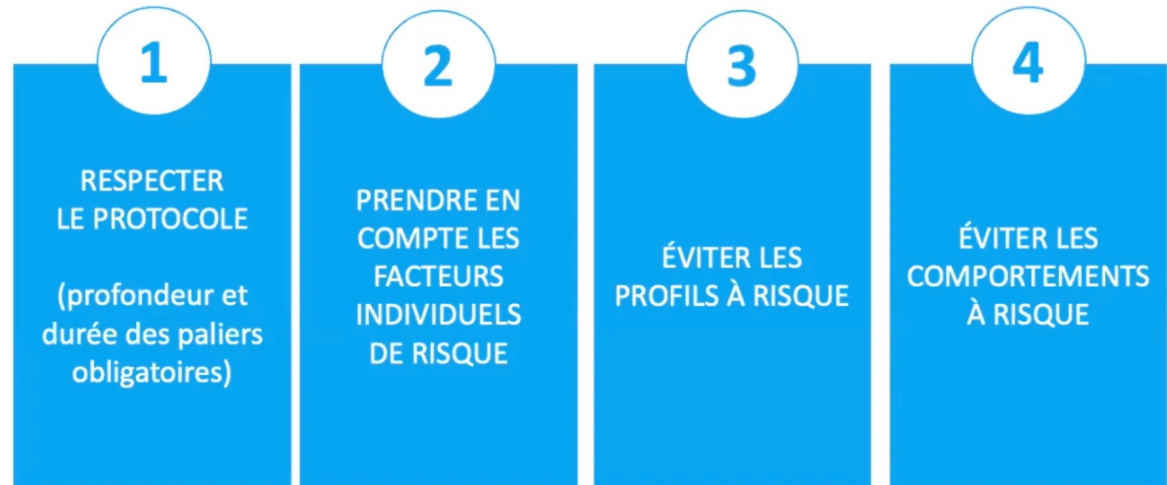 1
RESPECTER
LE PROTOCOLE
(profondeur et
durée des paliers
obligatoires)
2
PRENDRE EN
COMPTE LES
FACTEURS
INDIVIDUELS
DE RISQUE
3
ÉVITER LES
PROFILS À RISQUE
4
ÉVITER LES
COMPORTEMENTS
À RISQUE